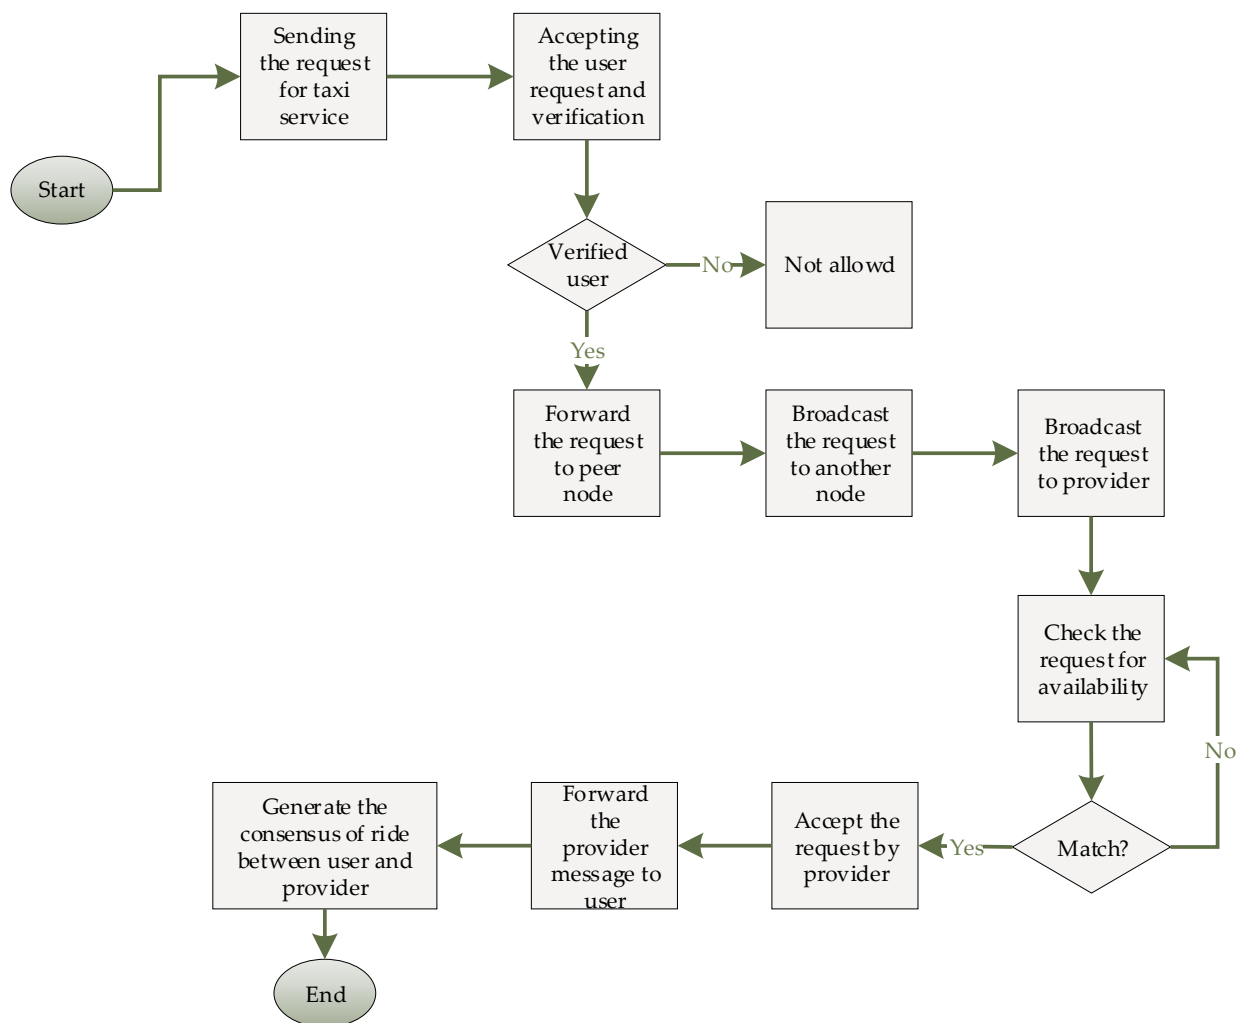 Sending
the request
for taxi
service
Accepting
the user
request and
verification
Start
Verified
user
No
Not allowd
Yes
Forward
the request
to peer
node
Broadcast
the request
to another
node
Broadcast
the request
to provider
Check the
request for
availability
No
Match?
Yes
Accept the
request by
provider
Forward
the
provider
message to
user
Generate the
consensus of ride
between user and
provider
End